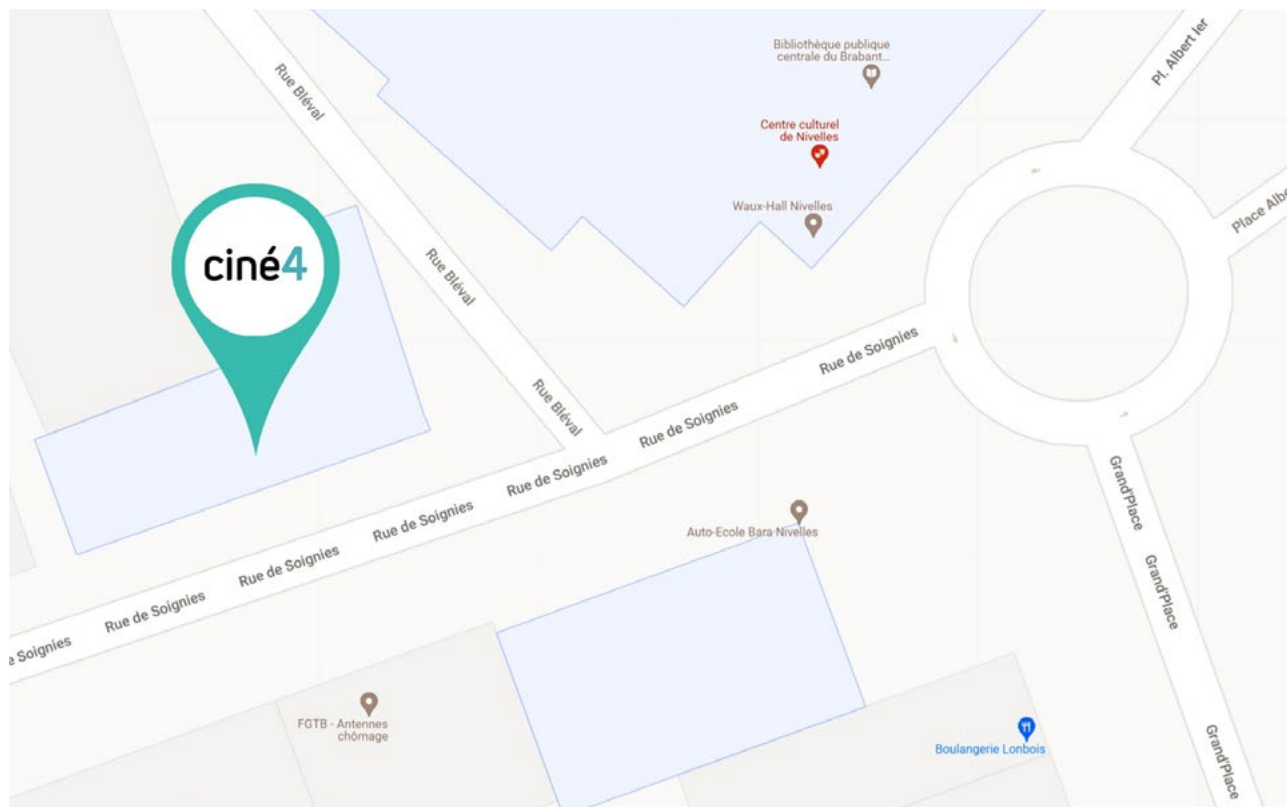 Rue Bléval
Bibliothèque publique
centrale du Brabant...
Pl. Albert Ier
Centre culturel
de Nivelles
Waux-Hall Nivelles
Place Albe
ciné4
Rue Bléval
Rue de Soignies
Rue Bléval
Rue de Soignies
Rue de Soignies
Grand'Place
Rue de Soignies
Auto-Ecole Bara Nivelles
Rue de Soignies
Grand'Place
Rue de Soignies
e Soignies
FGTB - Antennes
chômage
Boulangerie Lonbois
Grand'Place